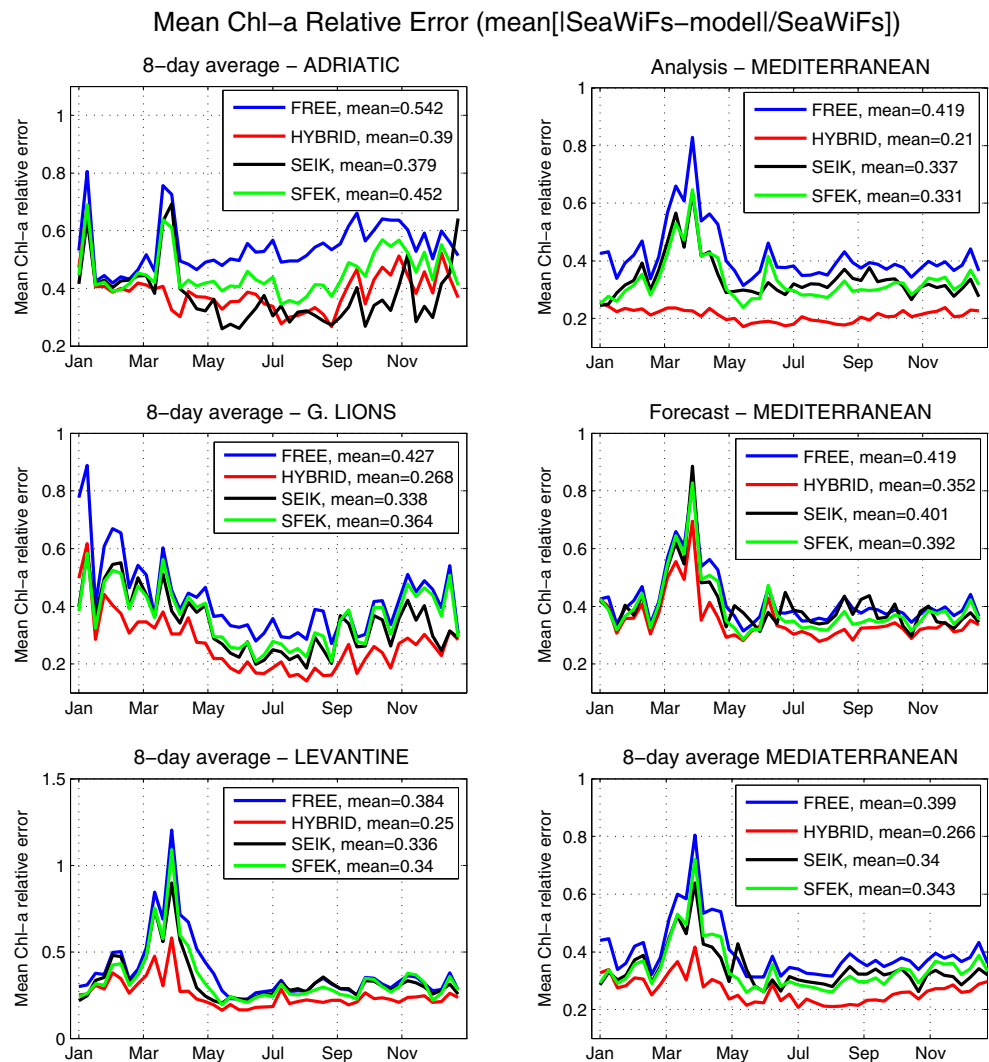 Mean Chl−a Relative Error (mean[|SeaWiFs−model|/SeaWiFs])
8−day average − ADRIATIC
Mean Chl−a relative error
1
0.8
0.6
0.4
0.2
Jan Mar May Jul Sep Nov
FREE, mean=0.542
HYBRID, mean=0.39
SEIK, mean=0.379
SFEK, mean=0.452
Analysis − MEDITERRANEAN
Mean Chl−a relative error
1
0.8
0.6
0.4
0.2
Jan Mar May Jul Sep Nov
FREE, mean=0.419
HYBRID, mean=0.21
SEIK, mean=0.337
SFEK, mean=0.331
8−day average − G. LIONS
Mean Chl−a relative error
1
0.8
0.6
0.4
0.2
Jan Mar May Jul Sep Nov
FREE, mean=0.427
HYBRID, mean=0.268
SEIK, mean=0.338
SFEK, mean=0.364
Forecast − MEDITERRANEAN
Mean Chl−a relative error
1
0.8
0.6
0.4
0.2
Jan Mar May Jul Sep Nov
FREE, mean=0.419
HYBRID, mean=0.352
SEIK, mean=0.401
SFEK, mean=0.392
8−day average − LEVANTINE
Mean Chl−a relative error
1.5
1
0.5
0
Jan Mar May Jul Sep Nov
FREE, mean=0.384
HYBRID, mean=0.25
SEIK, mean=0.336
SFEK, mean=0.34
8−day average MEDIATERRANEAN
Mean Chl−a relative error
1
0.8
0.6
0.4
0.2
Jan Mar May Jul Sep Nov
FREE, mean=0.399
HYBRID, mean=0.266
SEIK, mean=0.34
SFEK, mean=0.343